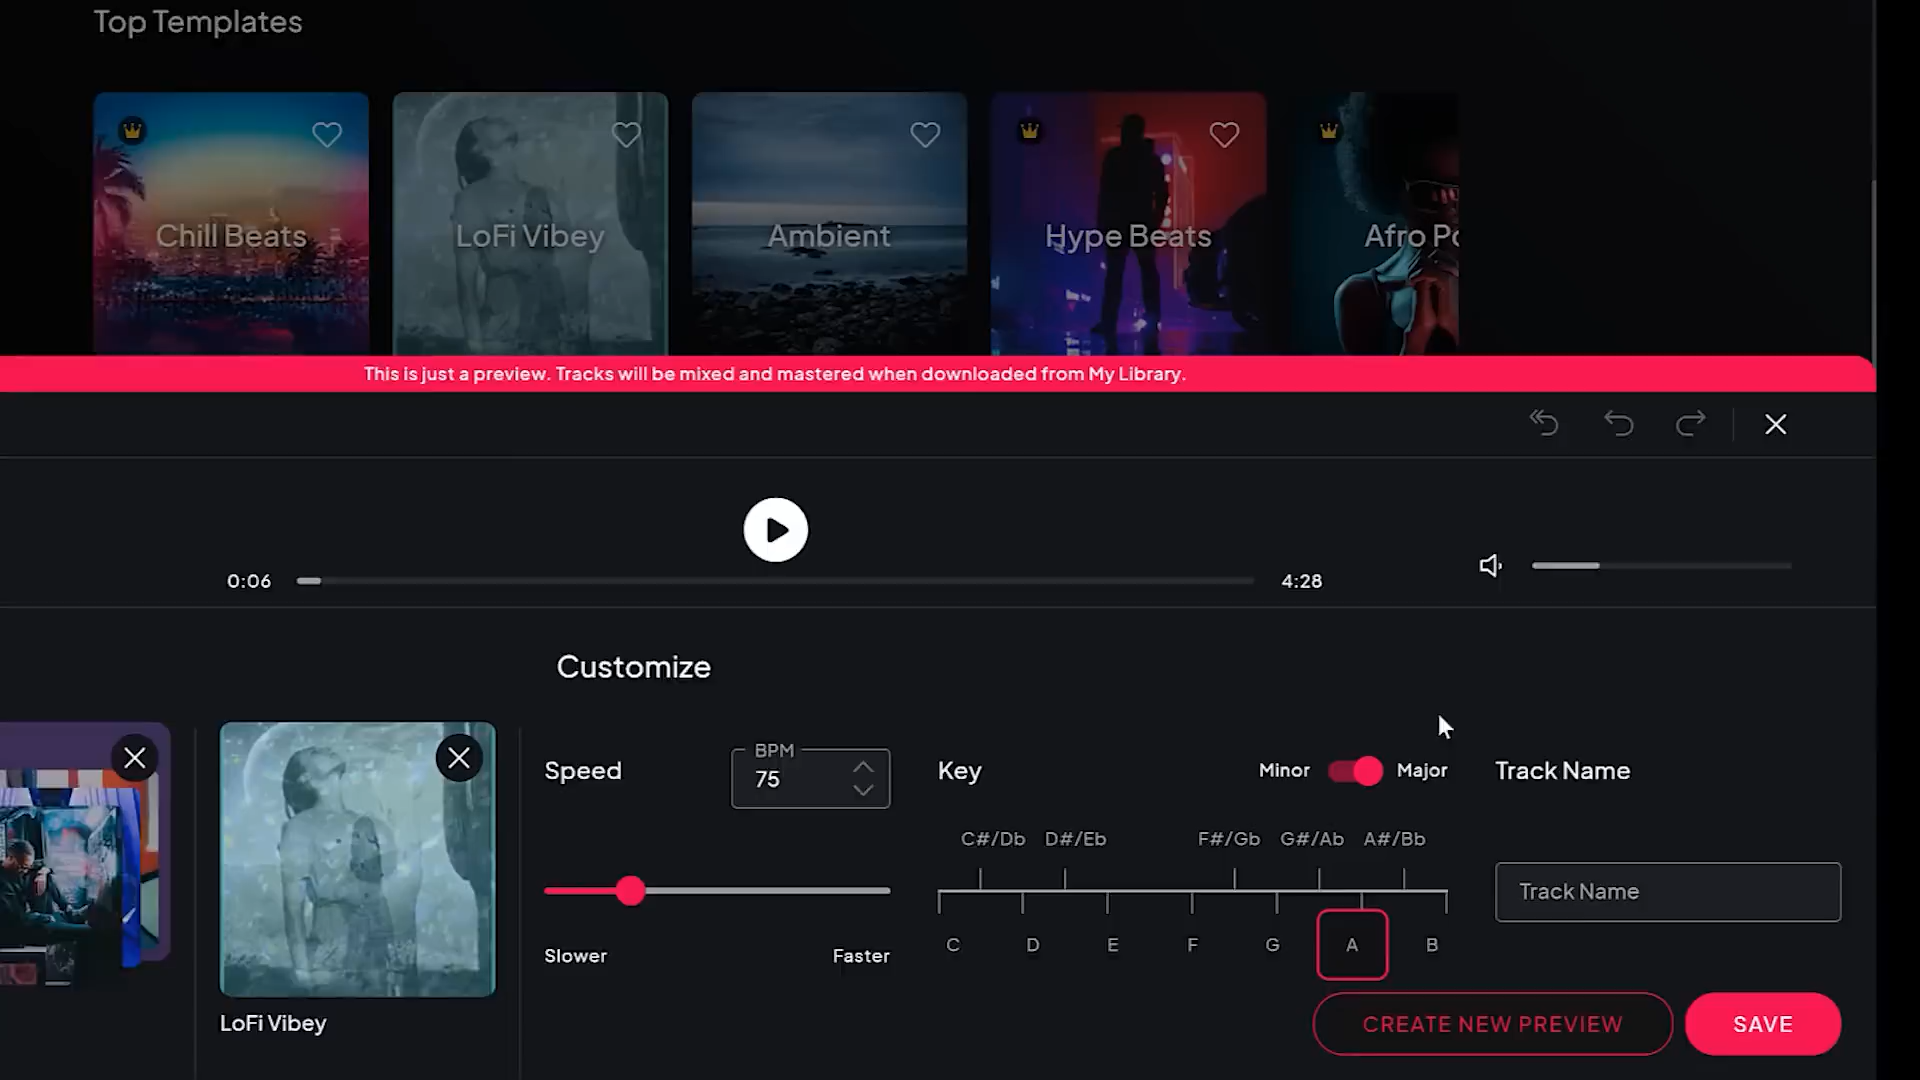 Top Templates
Chill Beats
LoFi Vibey
Ambient
Hype Beats
Afro Po
This is just a preview. Tracks will be mixed and mastered when downloaded from My Library.
0:06
4:28
Customize
Speed
BPM
75
Key
Minor
Major
Track Name
C#/Db D#/Eb F#/Gb G#/Ab A#/Bb
Track Name
C D E F G A B
Slower
Faster
LoFi Vibey
CREATE NEW PREVIEW
SAVE